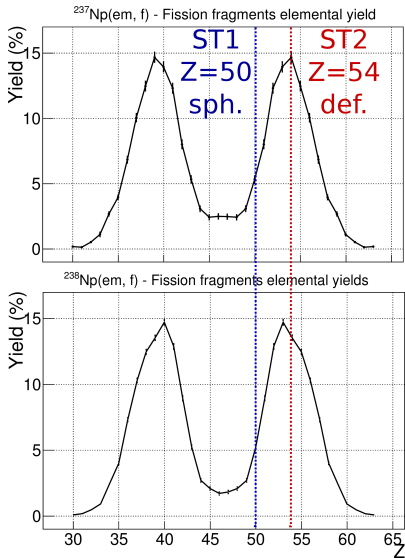 ²³⁷Np(em, f) - Fission fragments elemental yield
Yield (%)
ST1
Z=50
sph.
ST2
Z=54
def.
15
10
5
0
²³⁸Np(em, f) - Fission fragments elemental yields
Yield (%)
15
10
5
0
30 35 40 45 50 55 60 65
Z